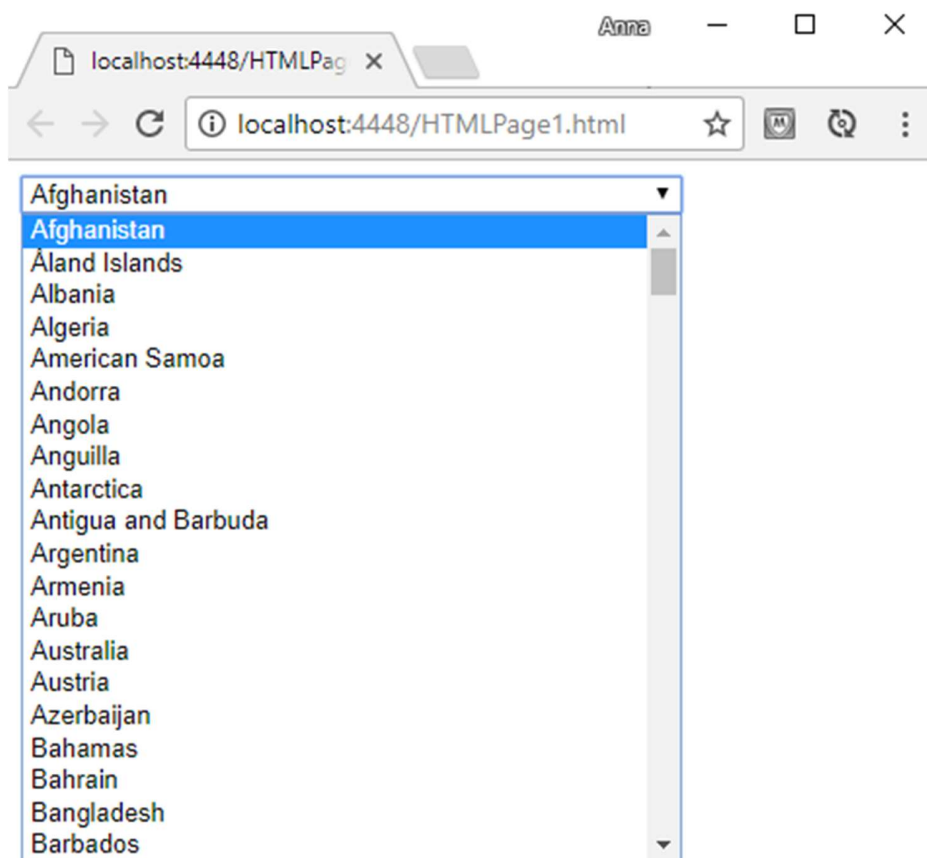 Anna
localhost:4448/HTMLPag
localhost:4448/HTMLPage1.html
Afghanistan
Afghanistan
Åland Islands
Albania
Algeria
American Samoa
Andorra
Angola
Anguilla
Antarctica
Antigua and Barbuda
Argentina
Armenia
Aruba
Australia
Austria
Azerbaijan
Bahamas
Bahrain
Bangladesh
Barbados